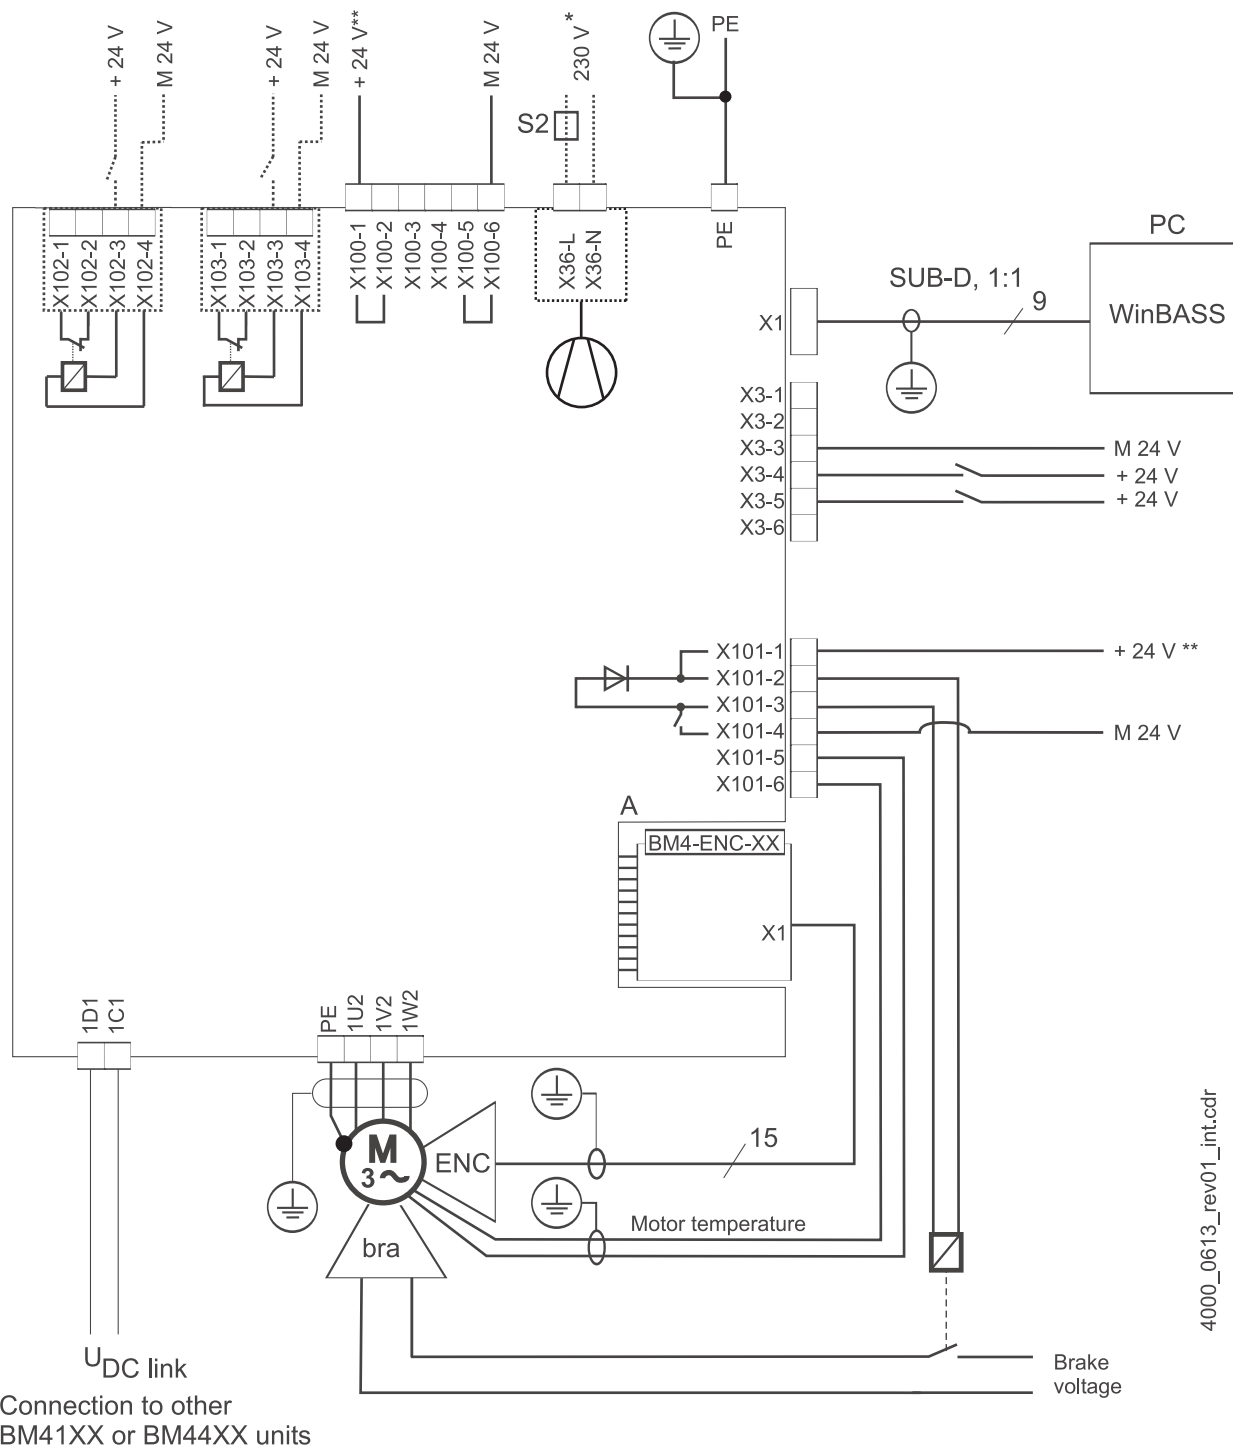 + 24 V
M 24 V
+ 24 V
M 24 V
+ 24 V**
M 24 V
230 V*
PE
S2
X102-1
X102-2
X102-3
X102-4
X103-1
X103-2
X103-3
X103-4
X100-1
X100-2
X100-3
X100-4
X100-5
X100-6
X36-L
X36-N
PE
PC
SUB-D, 1:1
9
WinBASS
X1
X3-1
X3-2
X3-3
M 24 V
X3-4
+ 24 V
X3-5
+ 24 V
X3-6
X101-1
+ 24 V **
X101-2
X101-3
X101-4
M 24 V
X101-5
X101-6
A
BM4-ENC-XX
X1
1D1
1C1
PE
1U2
1V2
1W2
M
3 ~
ENC
15
Motor temperature
bra
4000_0613_rev01_int.cdr
UDC link
Brake
voltage
Connection to other
BM41XX or BM44XX units